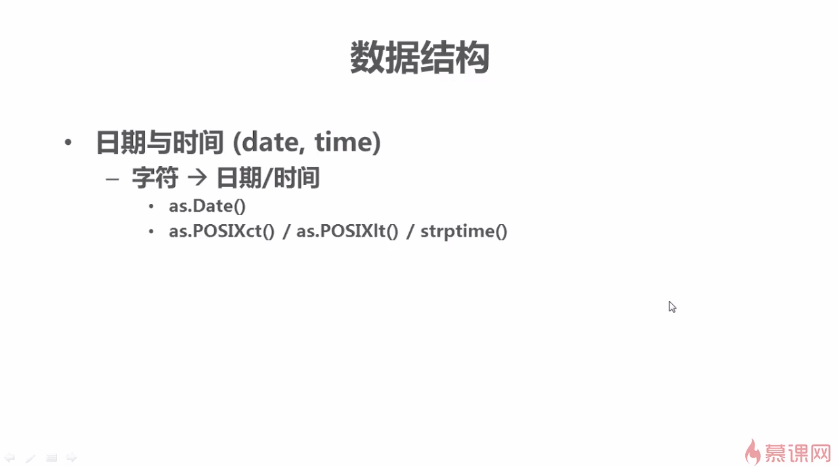 数据结构
• 日期与时间 (date, time)
– 字符 → 日期/时间
• as.Date()
• as.POSIXct() / as.POSIXlt() / strptime()
慕课网